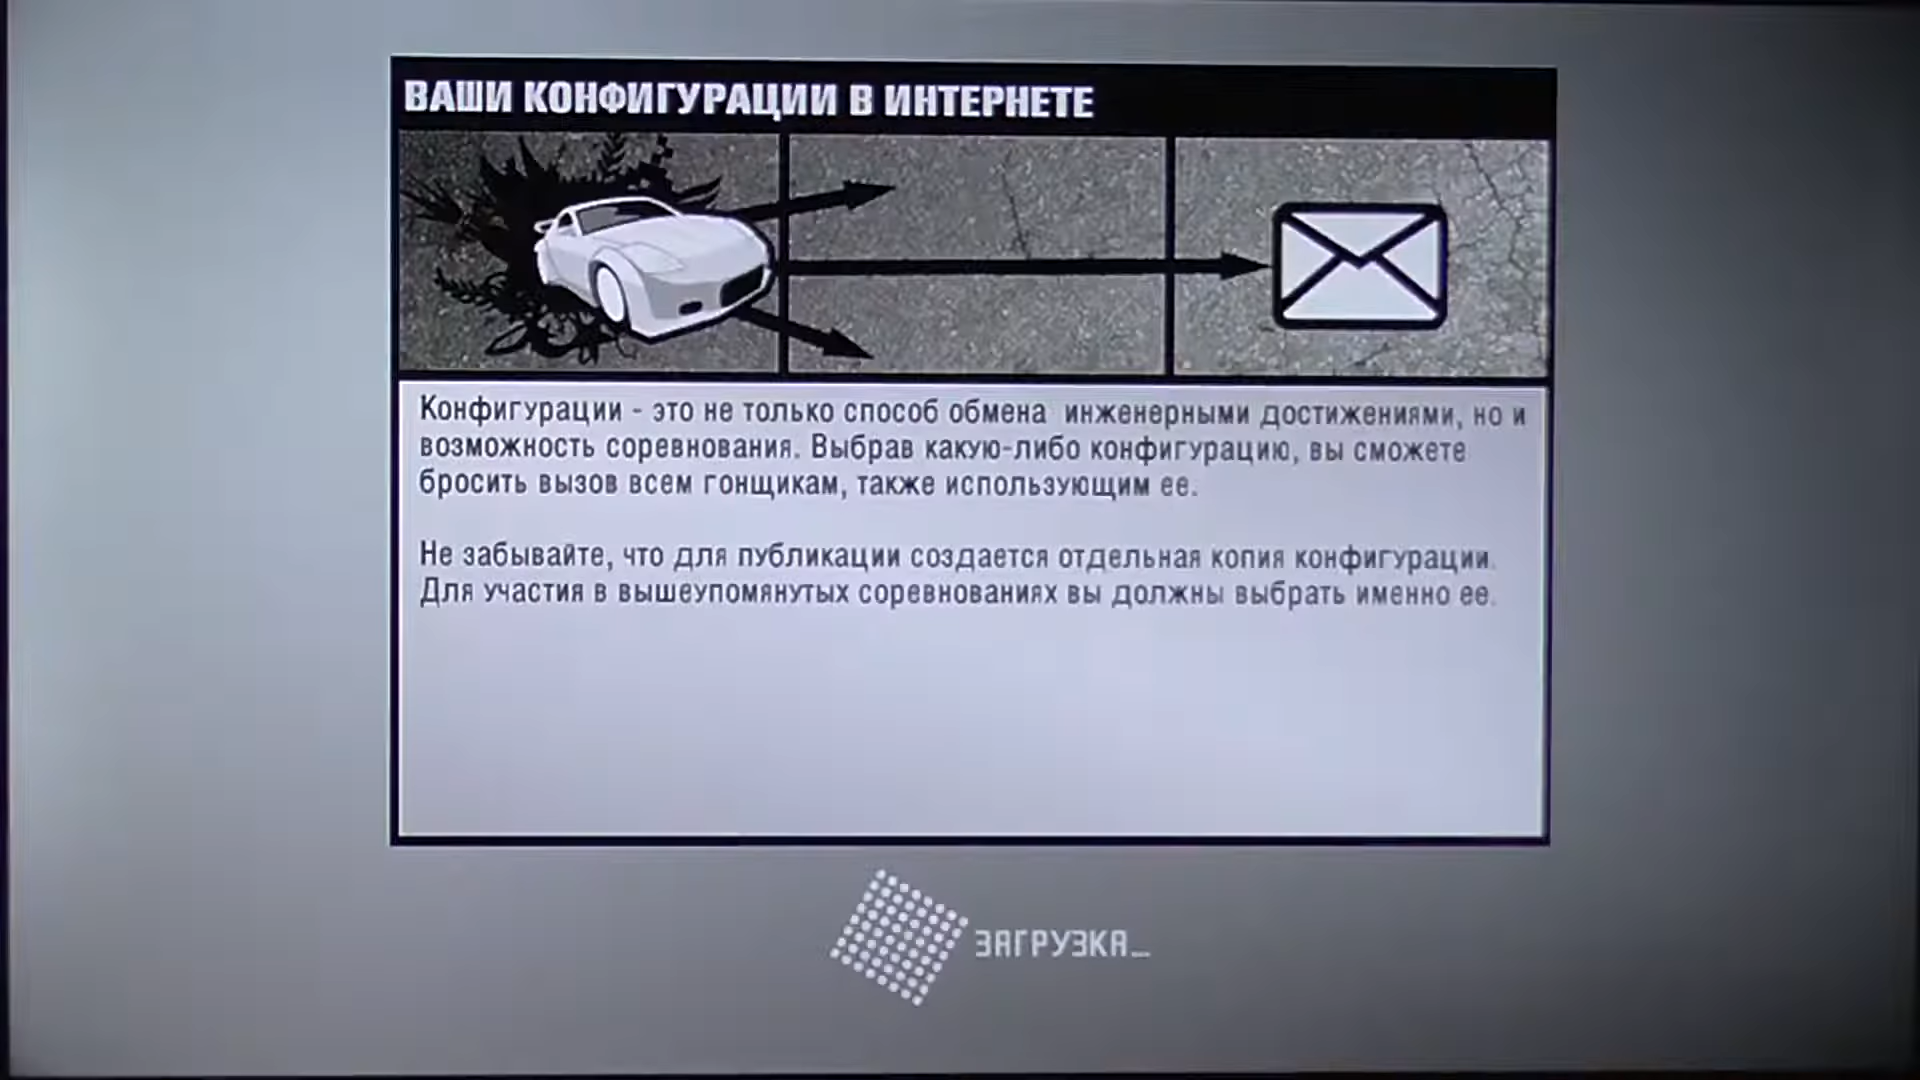 ВАШИ КОНФИГУРАЦИИ В ИНТЕРНЕТЕ
Конфигурации - это не только способ обмена инженерными достижениями, но и
возможность соревнования. Выбрав какую-либо конфигурацию, вы сможете
бросить вызов всем гонщикам, также использующим ее.
Не забывайте, что для публикации создается отдельная копия конфигурации.
Для участия в вышеупомянутых соревнованиях вы должны выбрать именно ее.
ЗАГРУЗКА...